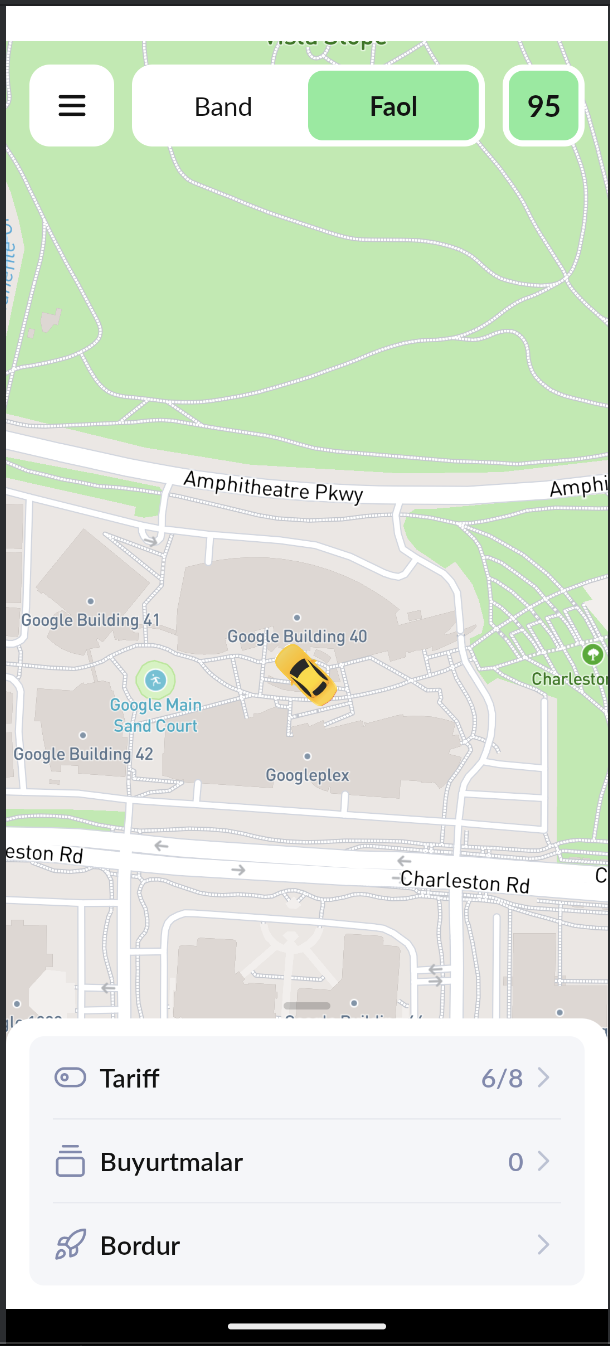 Vista Slope
Band
Faol
95
Amphitheatre Pkwy
Amphi
Google Building 41
Google Building 40
Charleston
Google Main
Sand Court
Google Building 42
Googleplex
eston Rd
Charleston Rd
C
Tariff
6/8
Buyurtmalar
0
Bordur